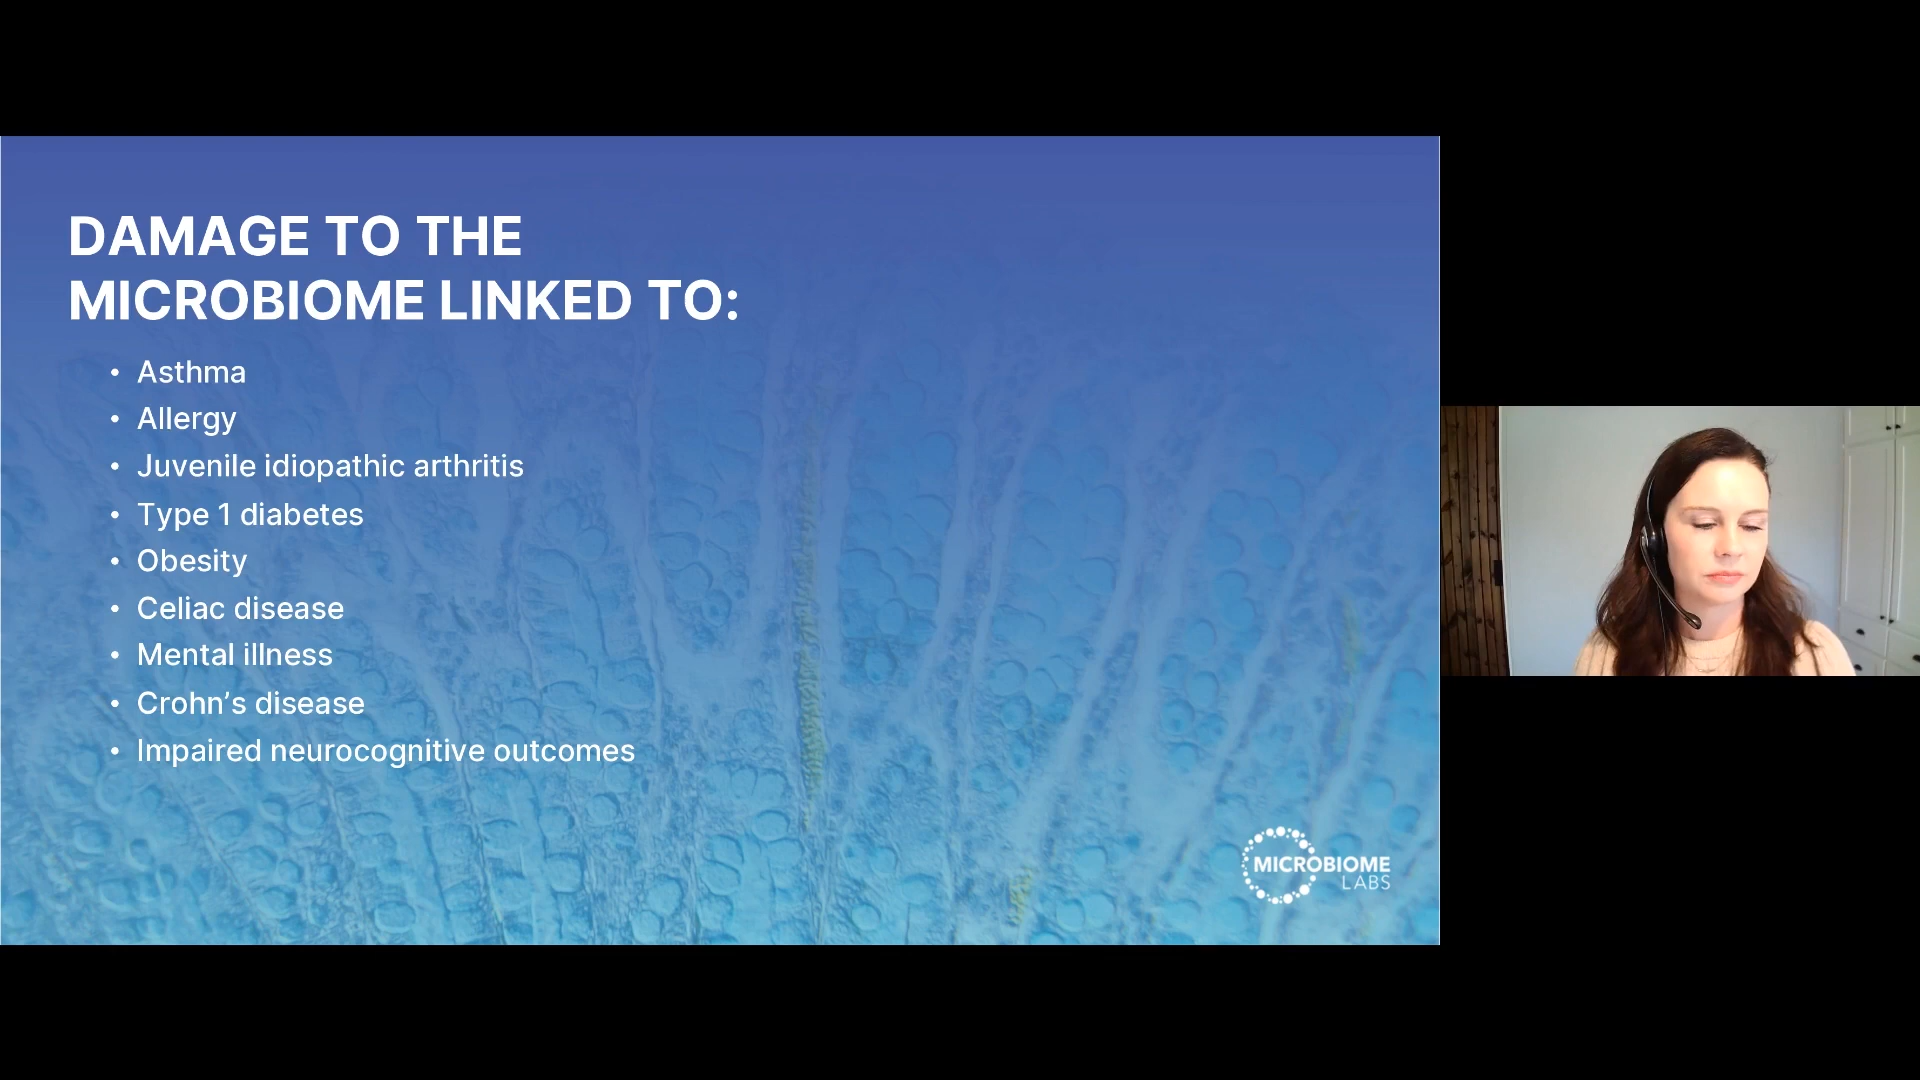 DAMAGE TO THE
MICROBIOME LINKED TO:
• Asthma
• Allergy
• Juvenile idiopathic arthritis
• Type 1 diabetes
• Obesity
• Celiac disease
• Mental illness
• Crohn’s disease
• Impaired neurocognitive outcomes
MICROBIOME
LABS